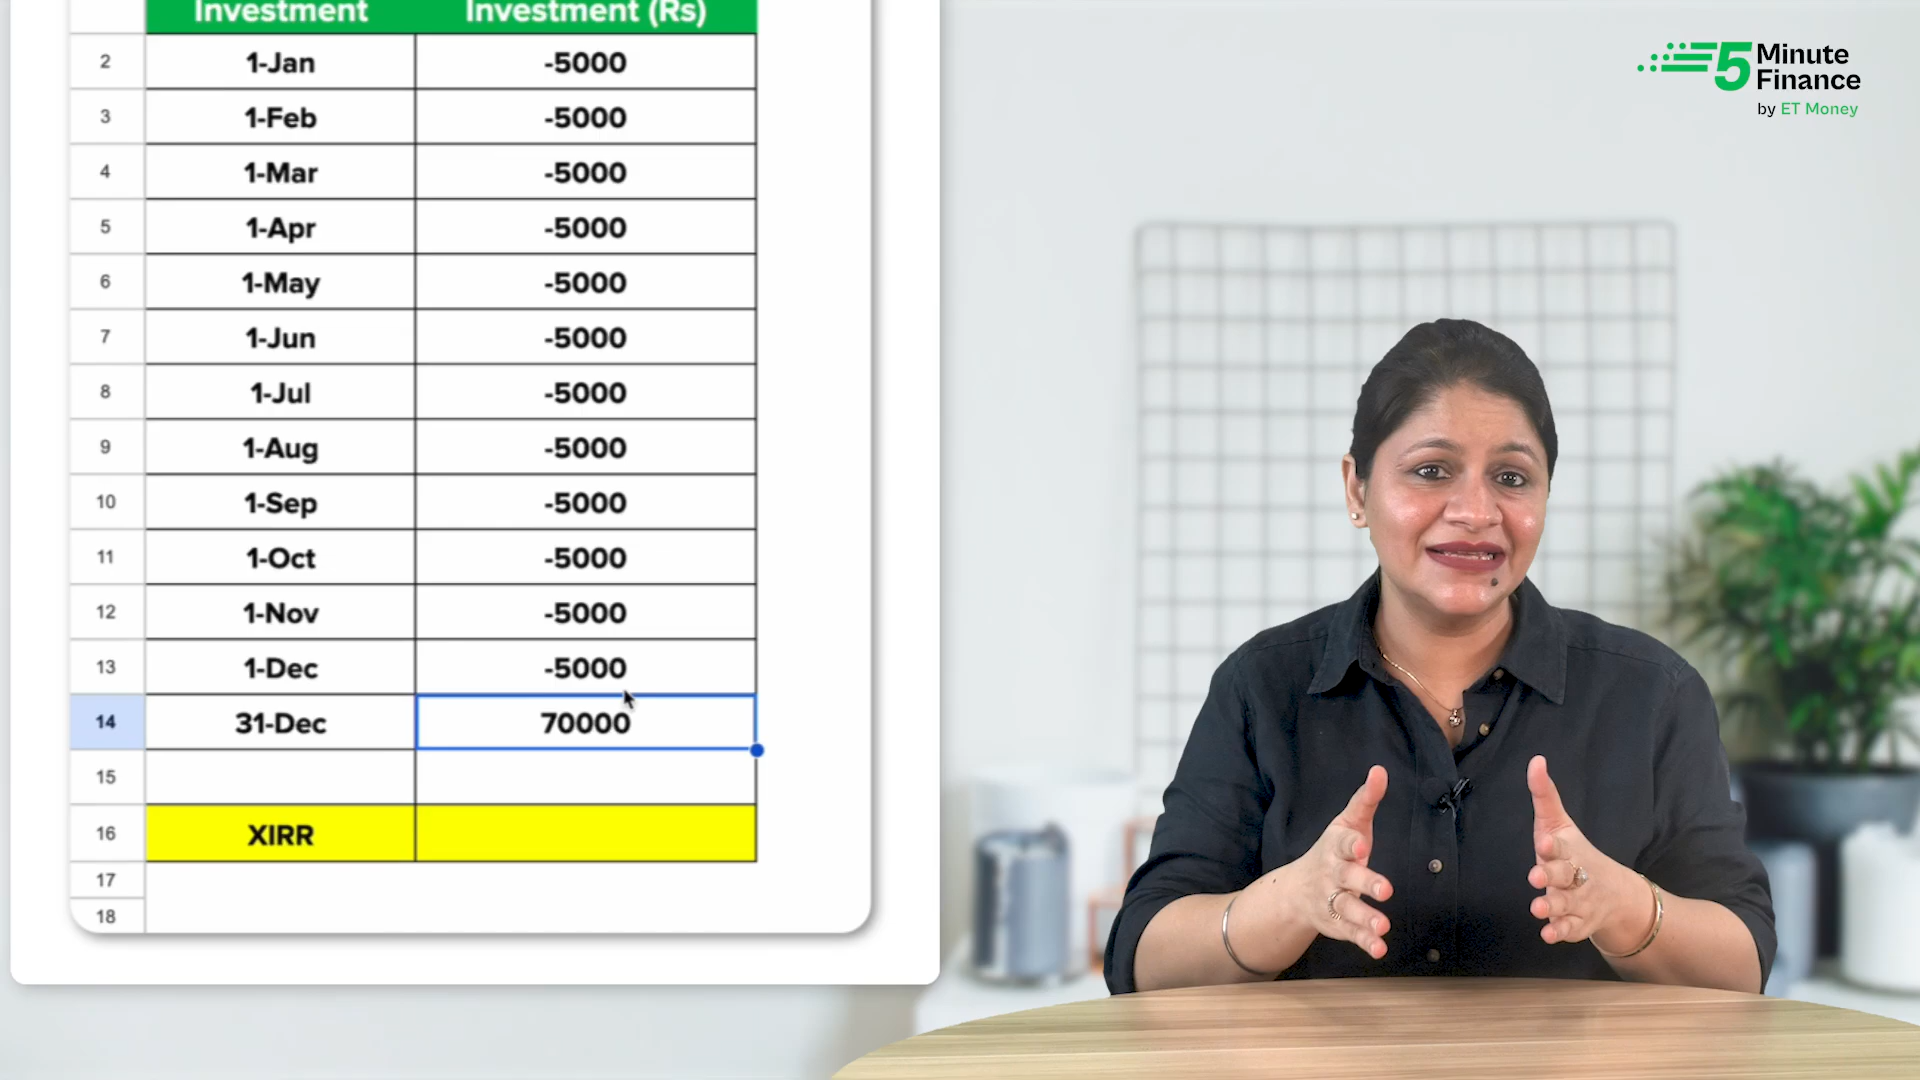 Investment Investment (Rs)
2 1-Jan -5000
3 1-Feb -5000
4 1-Mar -5000
5 1-Apr -5000
6 1-May -5000
7 1-Jun -5000
8 1-Jul -5000
9 1-Aug -5000
10 1-Sep -5000
11 1-Oct -5000
12 1-Nov -5000
13 1-Dec -5000
14 31-Dec 70000
15
16 XIRR
17
18
5 Minute
Finance
by ET Money